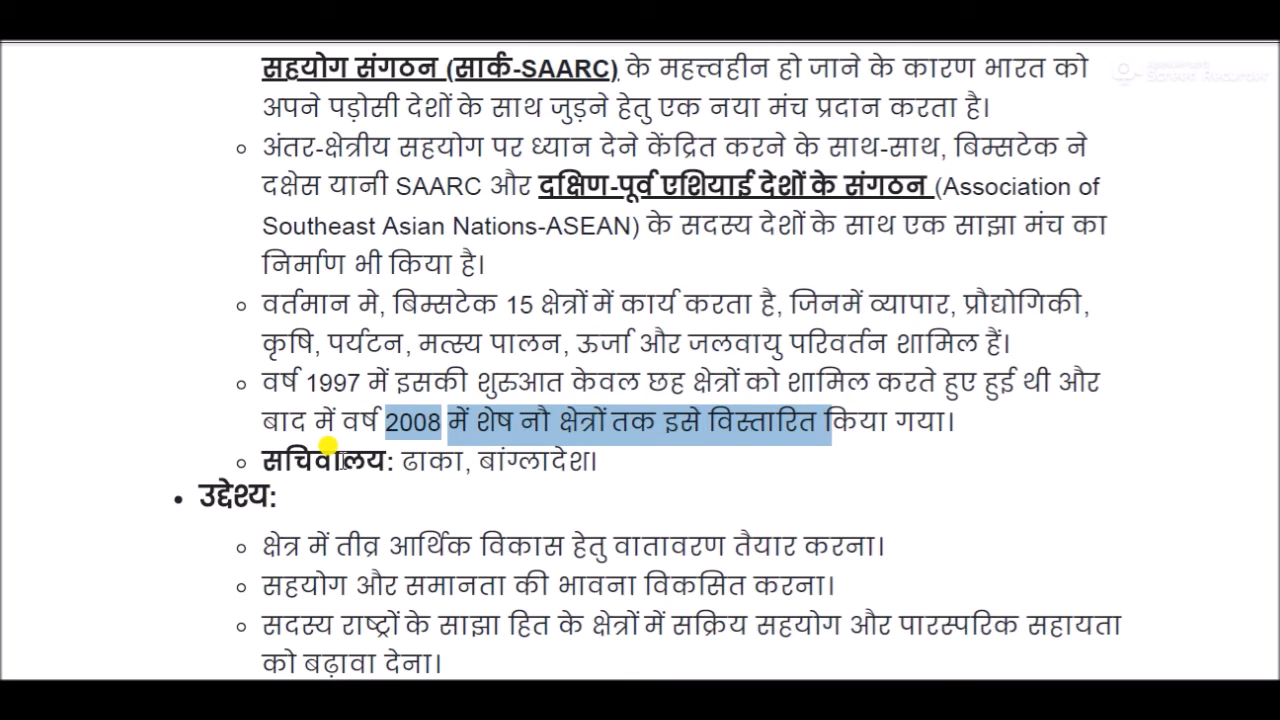 सहयोग संगठन (सार्क-SAARC) के महत्त्वहीन हो जाने के कारण भारत को
अपने पड़ोसी देशों के साथ जुड़ने हेतु एक नया मंच प्रदान करता है।
अंतर-क्षेत्रीय सहयोग पर ध्यान देने केंद्रित करने के साथ-साथ, बिम्सटेक ने
दक्षेस यानी SAARC और दक्षिण-पूर्व एशियाई देशों के संगठन (Association of
Southeast Asian Nations-ASEAN) के सदस्य देशों के साथ एक साझा मंच का
निर्माण भी किया है।
वर्तमान मे, बिम्सटेक 15 क्षेत्रों में कार्य करता है, जिनमें व्यापार, प्रौद्योगिकी,
कृषि, पर्यटन, मत्स्य पालन, ऊर्जा और जलवायु परिवर्तन शामिल हैं।
वर्ष 1997 में इसकी शुरुआत केवल छह क्षेत्रों को शामिल करते हुए हुई थी और
बाद में वर्ष 2008 में शेष नौ क्षेत्रों तक इसे विस्तारित किया गया।
सचिवालय: ढाका, बांग्लादेश।
उद्देश्य:
क्षेत्र में तीव्र आर्थिक विकास हेतु वातावरण तैयार करना।
सहयोग और समानता की भावना विकसित करना।
सदस्य राष्ट्रों के साझा हित के क्षेत्रों में सक्रिय सहयोग और पारस्परिक सहायता
को बढ़ावा देना।